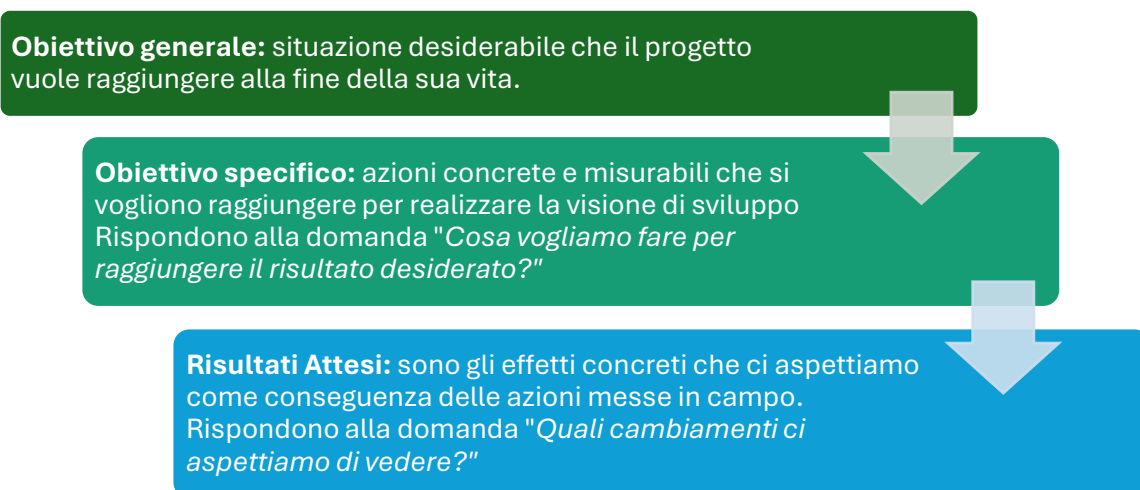 Obiettivo generale: situazione desiderabile che il progetto
vuole raggiungere alla fine della sua vita.
Obiettivo specifico: azioni concrete e misurabili che si
vogliono raggiungere per realizzare la visione di sviluppo
Rispondono alla domanda "Cosa vogliamo fare per
raggiungere il risultato desiderato?"
Risultati Attesi: sono gli effetti concreti che ci aspettiamo
come conseguenza delle azioni messe in campo.
Rispondono alla domanda "Quali cambiamenti ci
aspettiamo di vedere?"